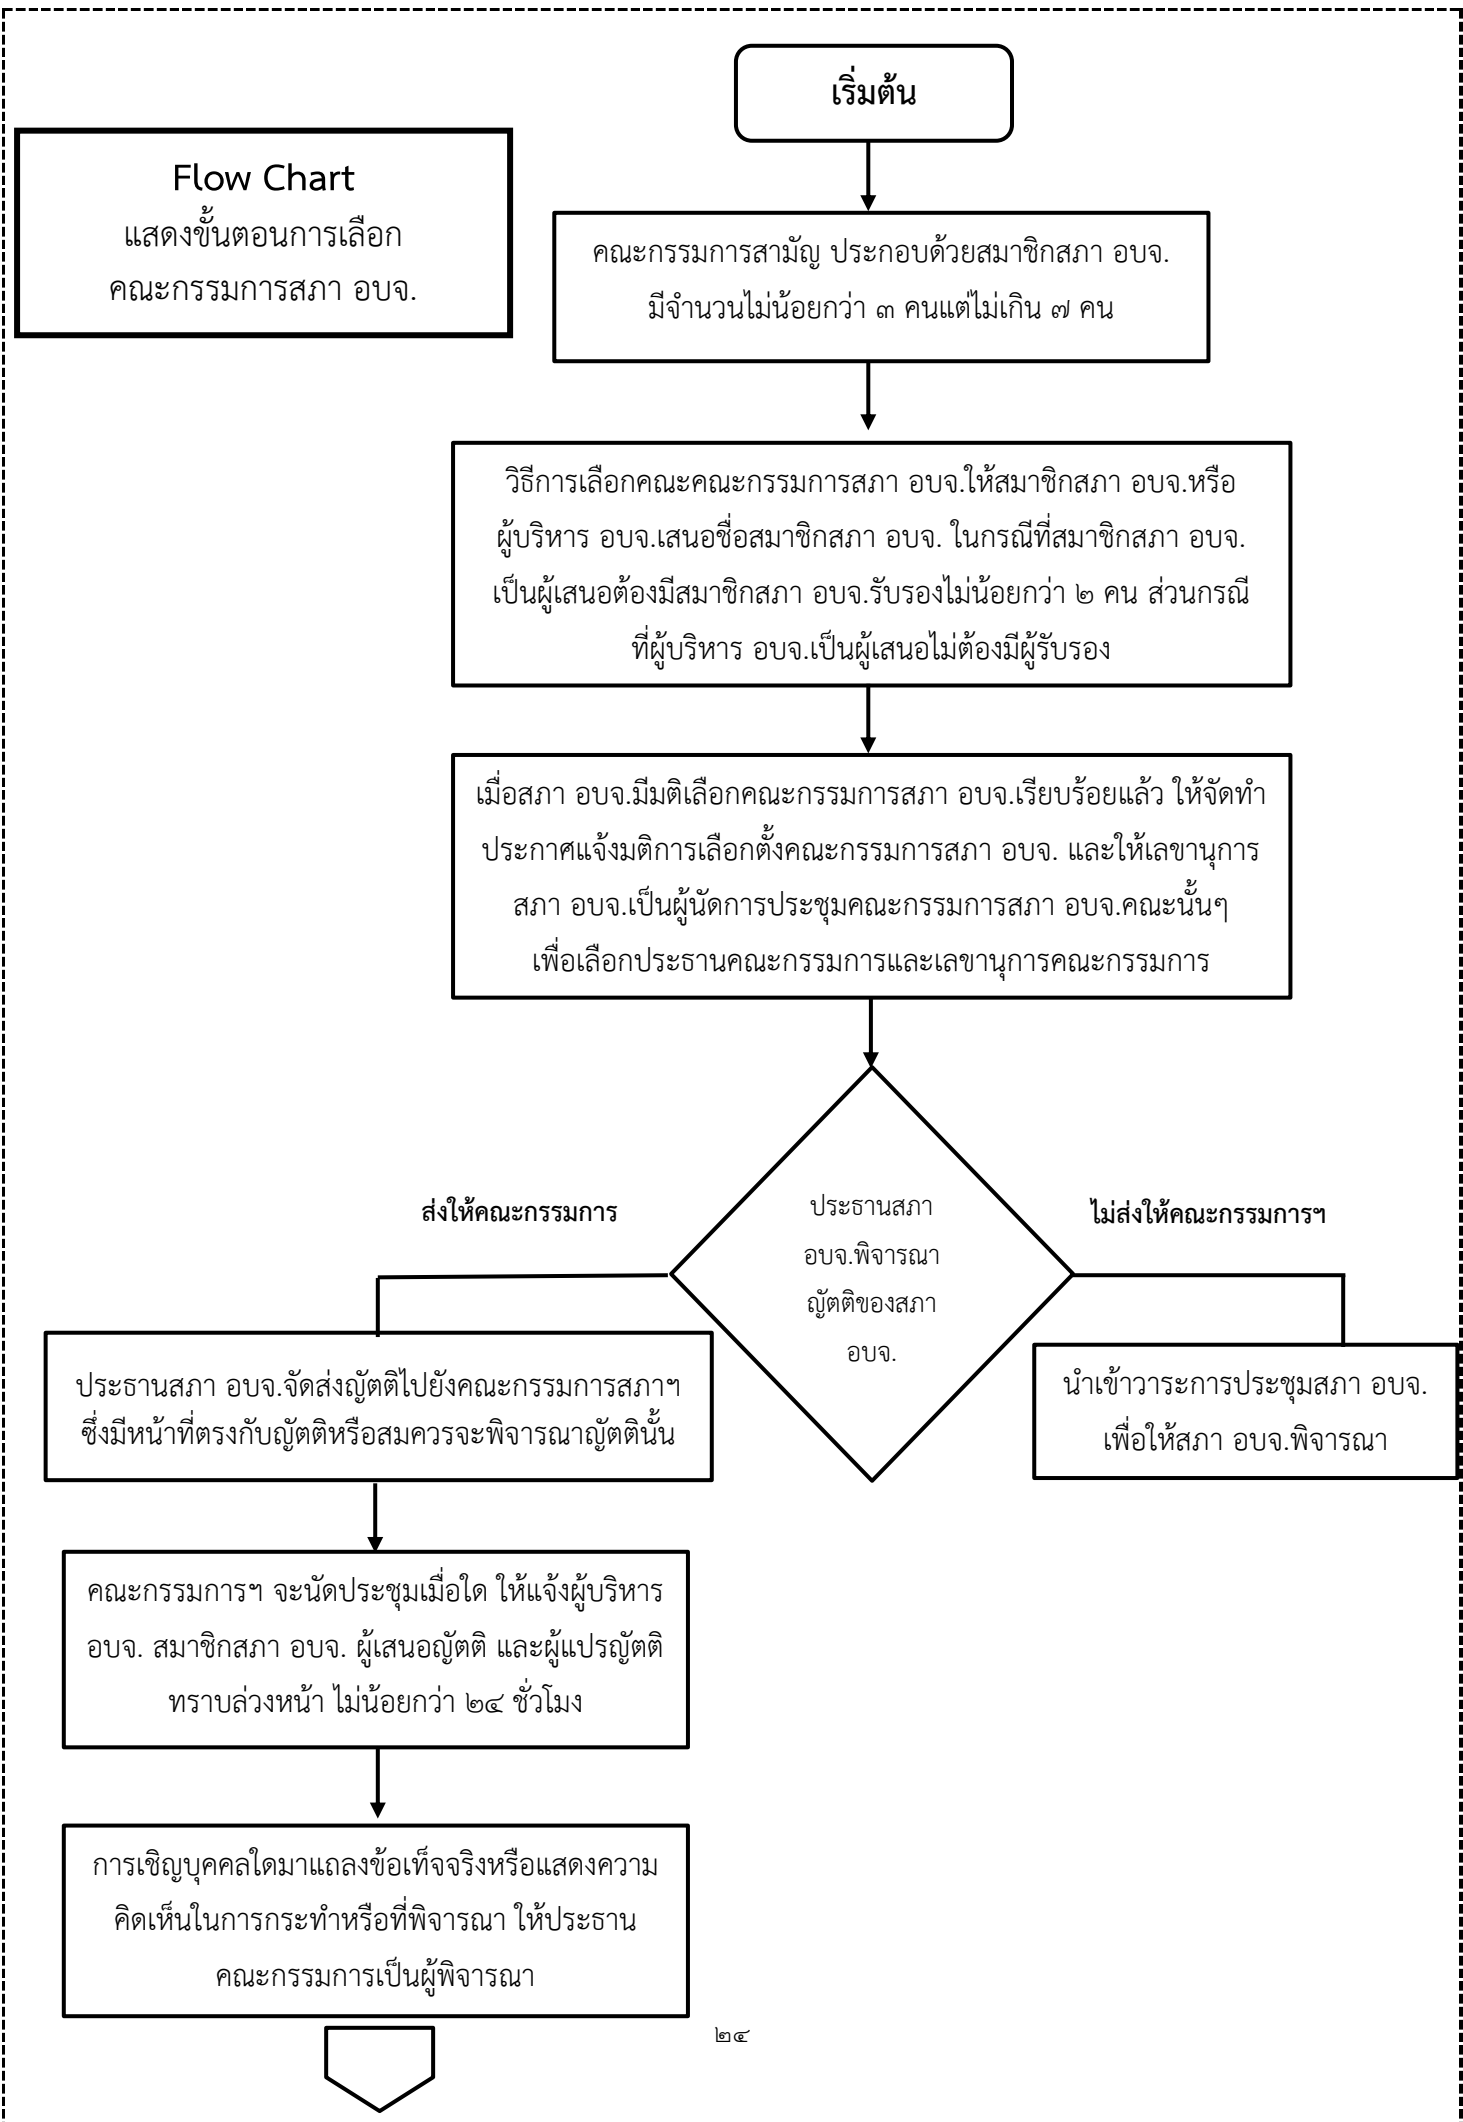 เริ่มต้น
Flow Chart
แสดงขั้นตอนการเลือก
คณะกรรมการสภา อบจ.
คณะกรรมการสามัญ ประกอบด้วยสมาชิกสภา อบจ.
มีจำนวนไม่น้อยกว่า ๓ คนแต่ไม่เกิน ๗ คน
วิธีการเลือกคณะคณะกรรมการสภา อบจ.ให้สมาชิกสภา อบจ.หรือ
ผู้บริหาร อบจ.เสนอชื่อสมาชิกสภา อบจ. ในกรณีที่สมาชิกสภา อบจ.
เป็นผู้เสนอต้องมีสมาชิกสภา อบจ.รับรองไม่น้อยกว่า ๒ คน ส่วนกรณี
ที่ผู้บริหาร อบจ.เป็นผู้เสนอไม่ต้องมีผู้รับรอง
เมื่อสภา อบจ.มีมติเลือกคณะกรรมการสภา อบจ.เรียบร้อยแล้ว ให้จัดทำ
ประกาศแจ้งมติการเลือกตั้งคณะกรรมการสภา อบจ. และให้เลขานุการ
สภา อบจ.เป็นผู้นัดการประชุมคณะกรรมการสภา อบจ.คณะนั้นๆ
เพื่อเลือกประธานคณะกรรมการและเลขานุการคณะกรรมการ
ส่งให้คณะกรรมการ
ประธานสภา
อบจ.พิจารณา
ญัตติของสภา
อบจ.
ไม่ส่งให้คณะกรรมการฯ
ประธานสภา อบจ.จัดส่งญัตติไปยังคณะกรรมการสภาฯ
ซึ่งมีหน้าที่ตรงกับญัตติหรือสมควรจะพิจารณาญัตตินั้น
นำเข้าวาระการประชุมสภา อบจ.
เพื่อให้สภา อบจ.พิจารณา
คณะกรรมการฯ จะนัดประชุมเมื่อใด ให้แจ้งผู้บริหาร
อบจ. สมาชิกสภา อบจ. ผู้เสนอญัตติ และผู้แปรญัตติ
ทราบล่วงหน้า ไม่น้อยกว่า ๒๔ ชั่วโมง
การเชิญบุคคลใดมาแถลงข้อเท็จจริงหรือแสดงความ
คิดเห็นในการกระทำหรือที่พิจารณา ให้ประธาน
คณะกรรมการเป็นผู้พิจารณา
๒๔